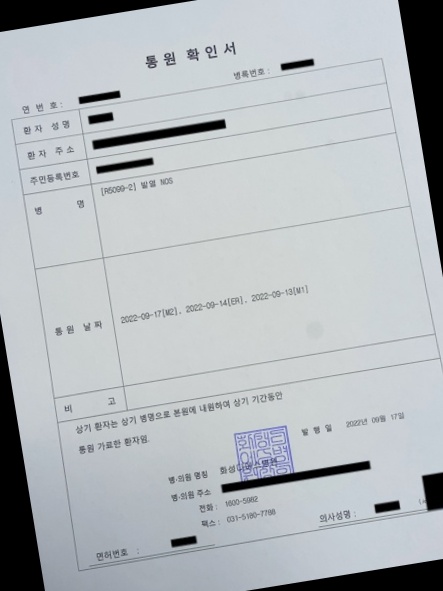 통 원 확 인 서
연 번 호 :
병록번호 :
환 자 성 명
환 자 주 소
주민등록번호
병 명
[R5099-2] 발열 NOS
통 원 날 짜
2022-09-17[M2], 2022-09-14[ER], 2022-09-13[M1]
비 고
상기 환자는 상기 병명으로 본원에 내원하여 상기 기간동안
통원 가료한 환자임.
발 행 일 2022년 09월 17일
병·의원 명칭
병·의원 주소
전화 : 1600-5982
팩스 : 031-5180-7788
면허번호 :
의사성명 :